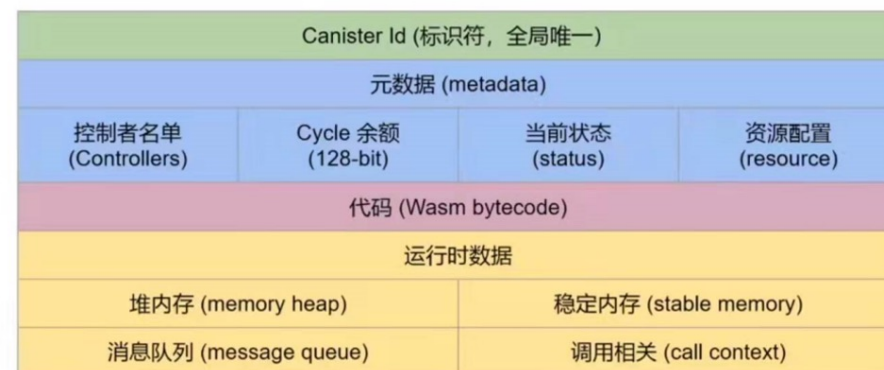 Canister Id (标识符，全局唯一)
元数据 (metadata)
控制者名单
(Controllers)
Cycle 余额
(128-bit)
当前状态
(status)
资源配置
(resource)
代码 (Wasm bytecode)
运行时数据
堆内存 (memory heap)
稳定内存 (stable memory)
消息队列 (message queue)
调用相关 (call context)